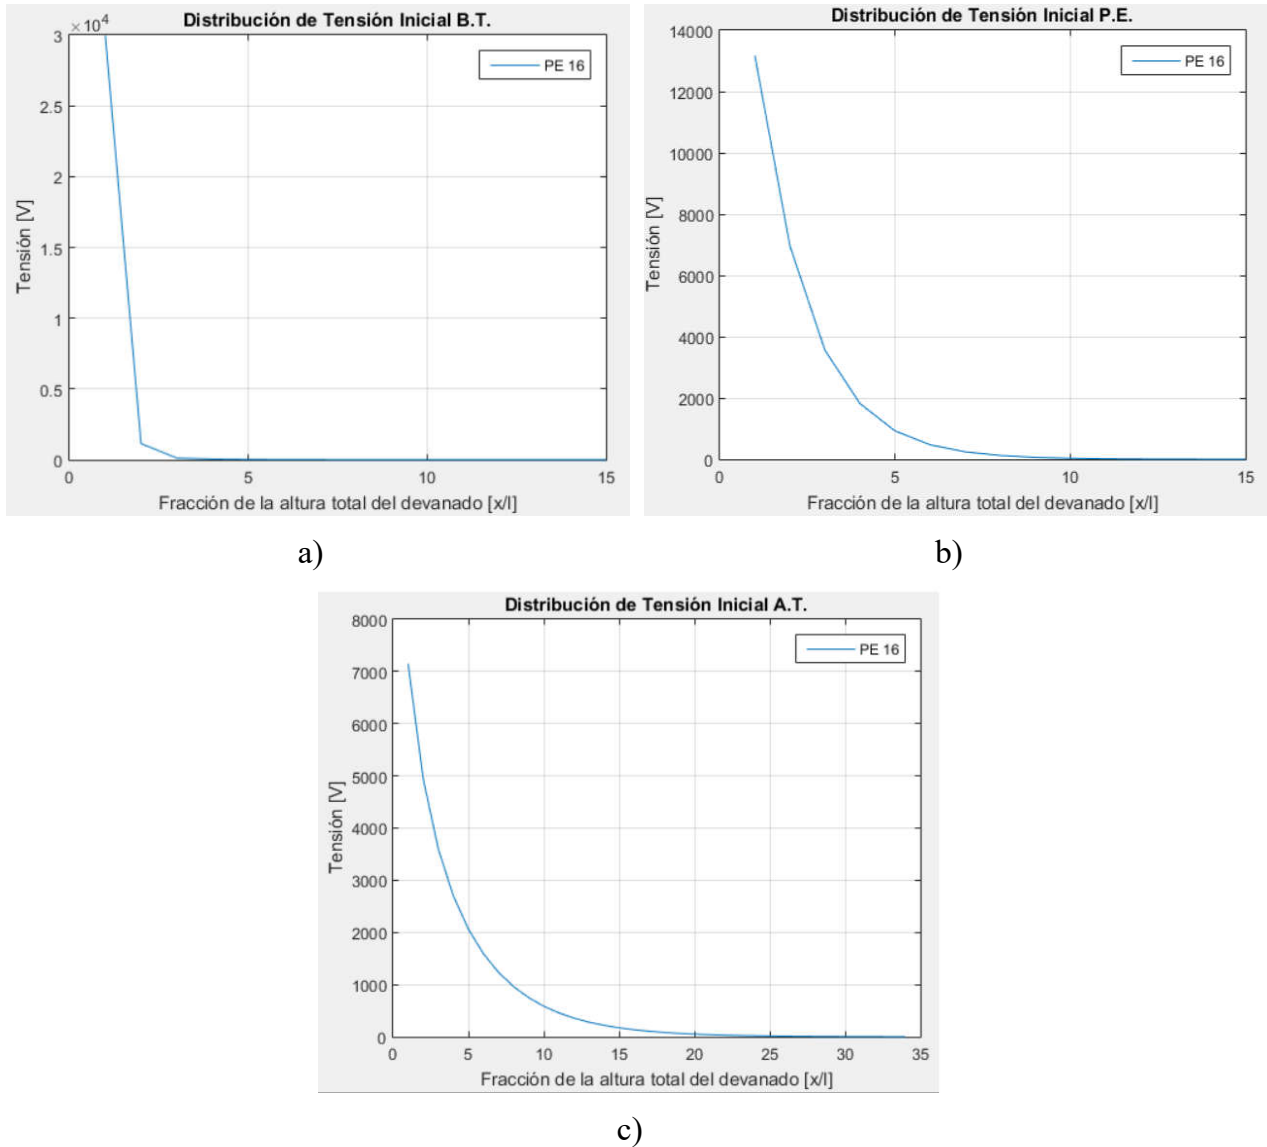 Distribución de Tensión Inicial B.T.
× 10^4
3
2.5
2
1.5
1
0.5
0
Tensión [V]
PE 16
0 5 10 15
Fracción de la altura total del devanado [x/l]
a)
Distribución de Tensión Inicial P.E.
14000
12000
10000
8000
6000
4000
2000
0
Tensión [V]
PE 16
0 5 10 15
Fracción de la altura total del devanado [x/l]
b)
Distribución de Tensión Inicial A.T.
8000
7000
6000
5000
4000
3000
2000
1000
0
Tensión [V]
PE 16
0 5 10 15 20 25 30 35
Fracción de la altura total del devanado [x/l]
c)